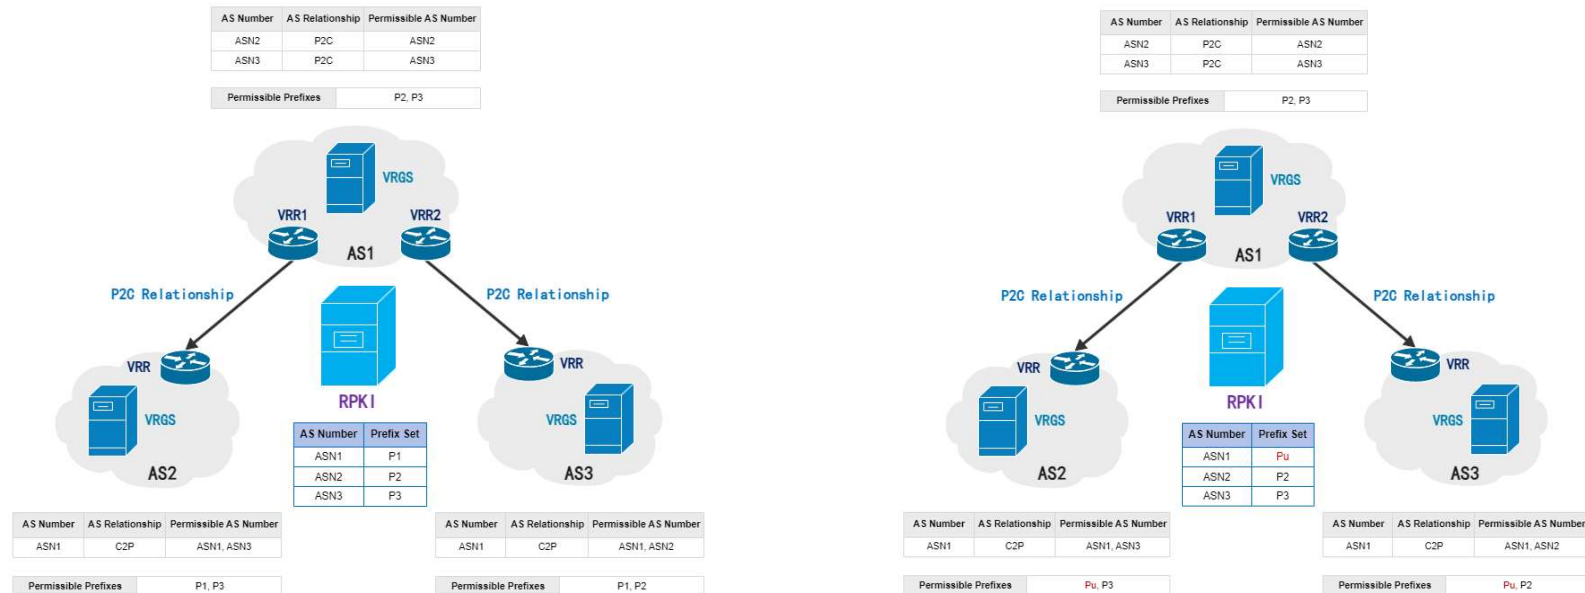 AS Number AS Relationship Permissible AS Number
ASN2 P2C ASN2
ASN3 P2C ASN3
Permissible Prefixes P2, P3
VRGS
VRR1 VRR2
AS1
P2C Relationship P2C Relationship
VRR VRR
RPKI
VRGS VRGS
AS2 AS3
AS Number Prefix Set
ASN1 P1
ASN2 P2
ASN3 P3
AS Number AS Relationship Permissible AS Number
ASN1 C2P ASN1, ASN3
Permissible Prefixes P1, P3
AS Number AS Relationship Permissible AS Number
ASN1 C2P ASN1, ASN2
Permissible Prefixes P1, P2
AS Number AS Relationship Permissible AS Number
ASN2 P2C ASN2
ASN3 P2C ASN3
Permissible Prefixes P2, P3
VRGS
VRR1 VRR2
AS1
P2C Relationship P2C Relationship
VRR VRR
RPKI
VRGS VRGS
AS2 AS3
AS Number Prefix Set
ASN1 Pu
ASN2 P2
ASN3 P3
AS Number AS Relationship Permissible AS Number
ASN1 C2P ASN1, ASN3
Permissible Prefixes Pu, P3
AS Number AS Relationship Permissible AS Number
ASN1 C2P ASN1, ASN2
Permissible Prefixes Pu, P2